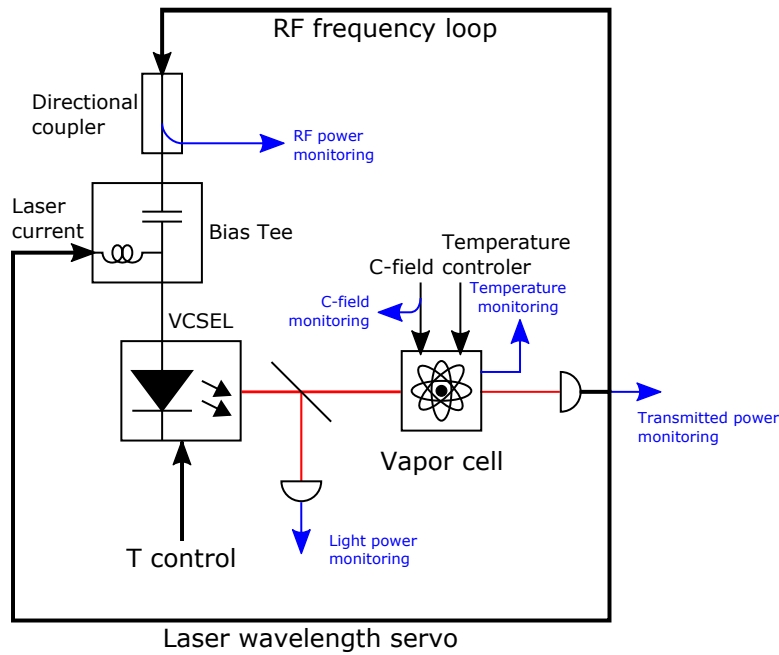 RF frequency loop
Directional
coupler
RF power
monitoring
Laser
current
Bias Tee
Temperature
C-field controler
C-field
monitoring
Temperature
monitoring
VCSEL
Transmitted power
monitoring
Vapor cell
Light power
monitoring
T control
Laser wavelength servo